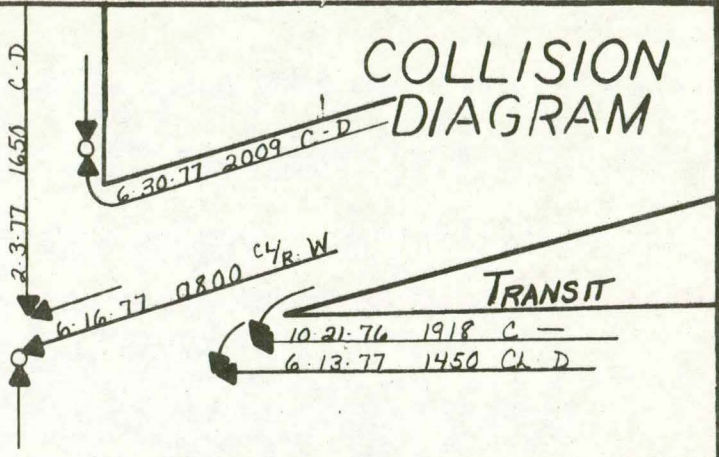 COLLISION
DIAGRAM
2·3·77 1650 C-D
6·30·77 2009 C-D
6·16·77 0800 CL/R. W
TRANSIT
10·21·76 1918 C —
6·13·77 1450 CL D